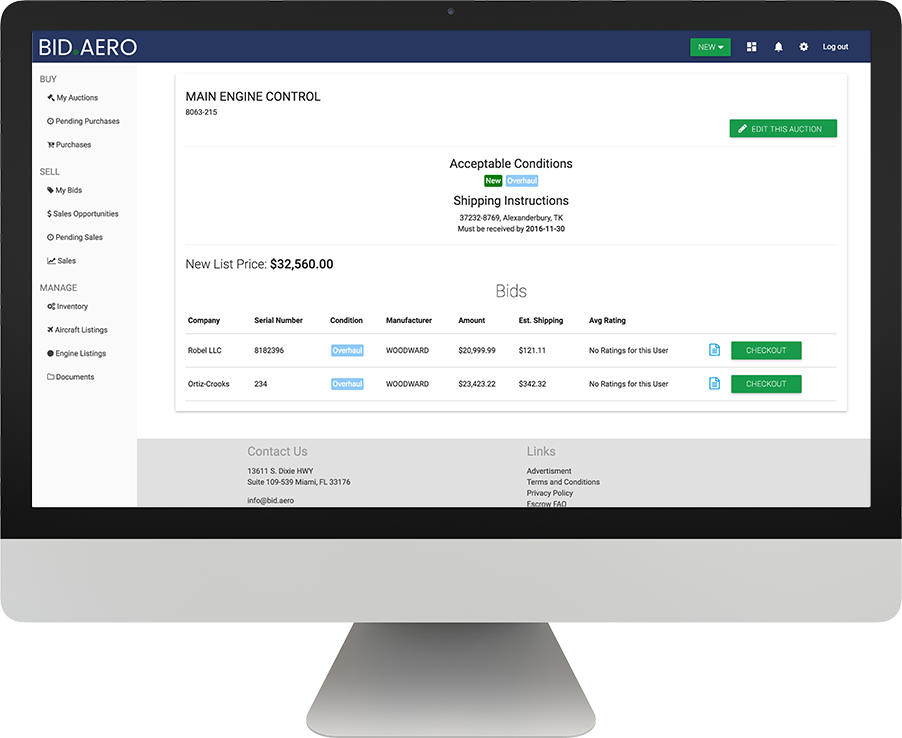 BID.AERO
NEW
Log out
BUY
My Auctions
Pending Purchases
Purchases
SELL
My Bids
$ Sales Opportunities
Pending Sales
Sales
MANAGE
Inventory
Aircraft Listings
Engine Listings
Documents
MAIN ENGINE CONTROL
8063-215
EDIT THIS AUCTION
Acceptable Conditions
New Overhaul
Shipping Instructions
37232-8769, Alexanderbury, TK
Must be received by 2016-11-30
New List Price: $32,560.00
Bids
Company Serial Number Condition Manufacturer Amount Est. Shipping Avg Rating
Robel LLC 8182396 Overhaul WOODWARD $20,999.99 $121.11 No Ratings for this User CHECKOUT
Ortiz-Crooks 234 Overhaul WOODWARD $23,423.22 $342.32 No Ratings for this User CHECKOUT
Contact Us
13611 S. Dixie HWY
Suite 109-539 Miami, FL 33176
info@bid.aero
Links
Advertisment
Terms and Conditions
Privacy Policy
Escrow FAQ